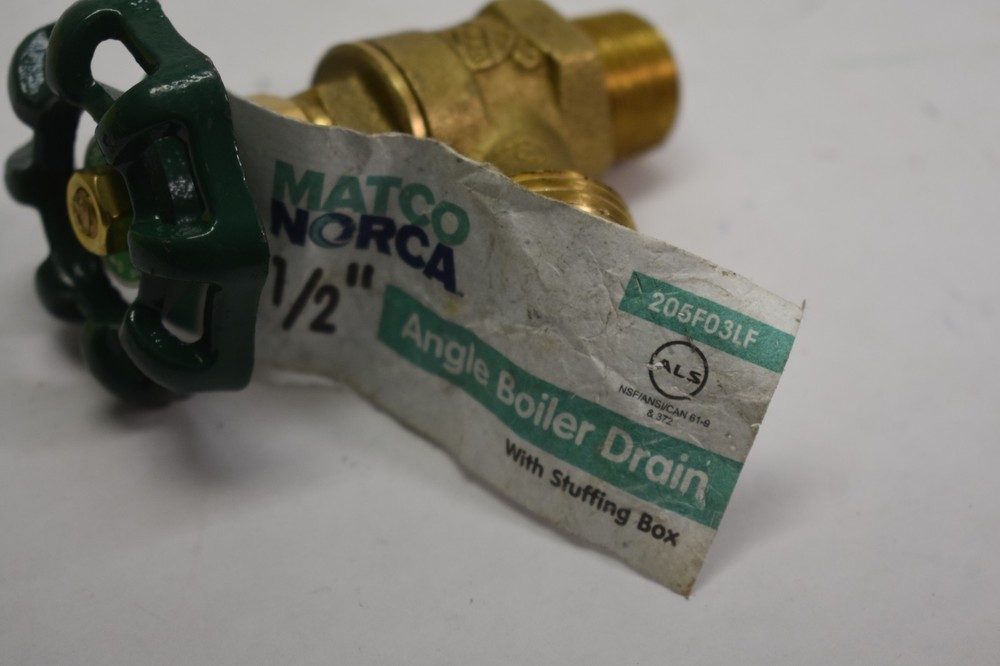 MATCO
NORCA
1/2"
205F03LF
ALS
NSF/ANSI/CAN 61-9
& 372
Angle Boiler Drain
With Stuffing Box